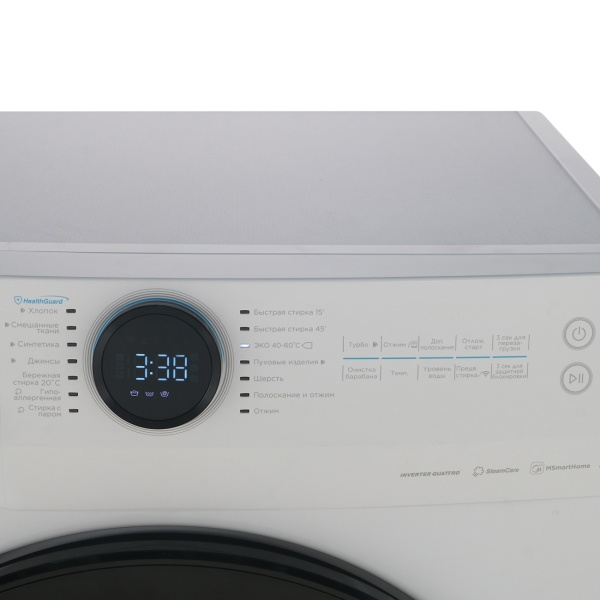 HealthGuard
Хлопок
Смешанные
ткани
Синтетика
Джинсы
Бережная
стирка 20°C
Гипо-
аллергенная
Стирка с
паром
3:38
Быстрая стирка 15'
Быстрая стирка 45'
ЭКО 40-60°C
Пуховые изделия
Шерсть
Полоскание и отжим
Отжим
Турбо
Отжим /
Доп.
полоскание
Отлож.
старт
3 сек для
переза-
грузки
Очистка
барабана
Темп.
Уровень
воды
Предв.
стирка/
3 сек для
защитной
блокировки
INVERTER QUATTRO
SteamCare
MSmartHome